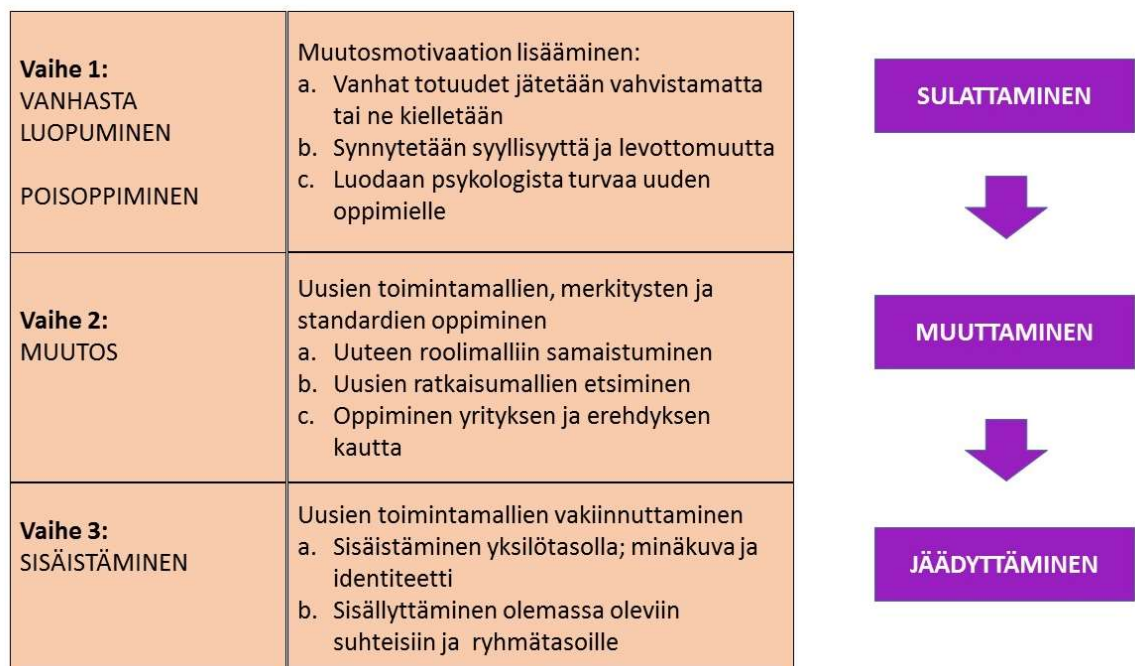 Vaihe 1:
VANHASTA
LUOPUMINEN
POISOPPIMINEN
Muutosmotivaation lisääminen:
a. Vanhat totuudet jätetään vahvistamatta
tai ne kielletään
b. Synnytetään syyllisyyttä ja levottomuutta
c. Luodaan psykologista turvaa uuden
oppimielle
SULATTAMINEN
Vaihe 2:
MUUTOS
Uusien toimintamallien, merkitysten ja
standardien oppiminen
a. Uuteen roolimalliin samaistuminen
b. Uusien ratkaisumallien etsiminen
c. Oppiminen yrityksen ja erehdyksen
kautta
MUUTTAMINEN
Vaihe 3:
SISÄISTÄMINEN
Uusien toimintamallien vakiinnuttaminen
a. Sisäistäminen yksilötasolla; minäkuva ja
identiteetti
b. Sisällyttäminen olemassa oleviin
suhteisiin ja ryhmätasoille
JÄÄDYTTÄMINEN